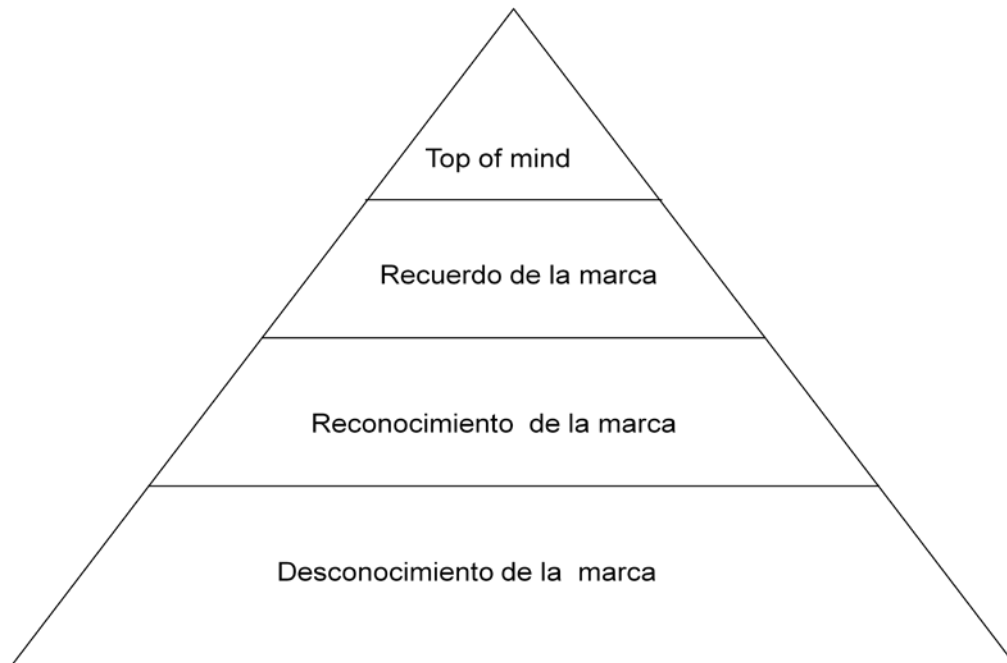 Top of mind
Recuerdo de la marca
Reconocimiento  de la marca
Desconocimiento de la  marca